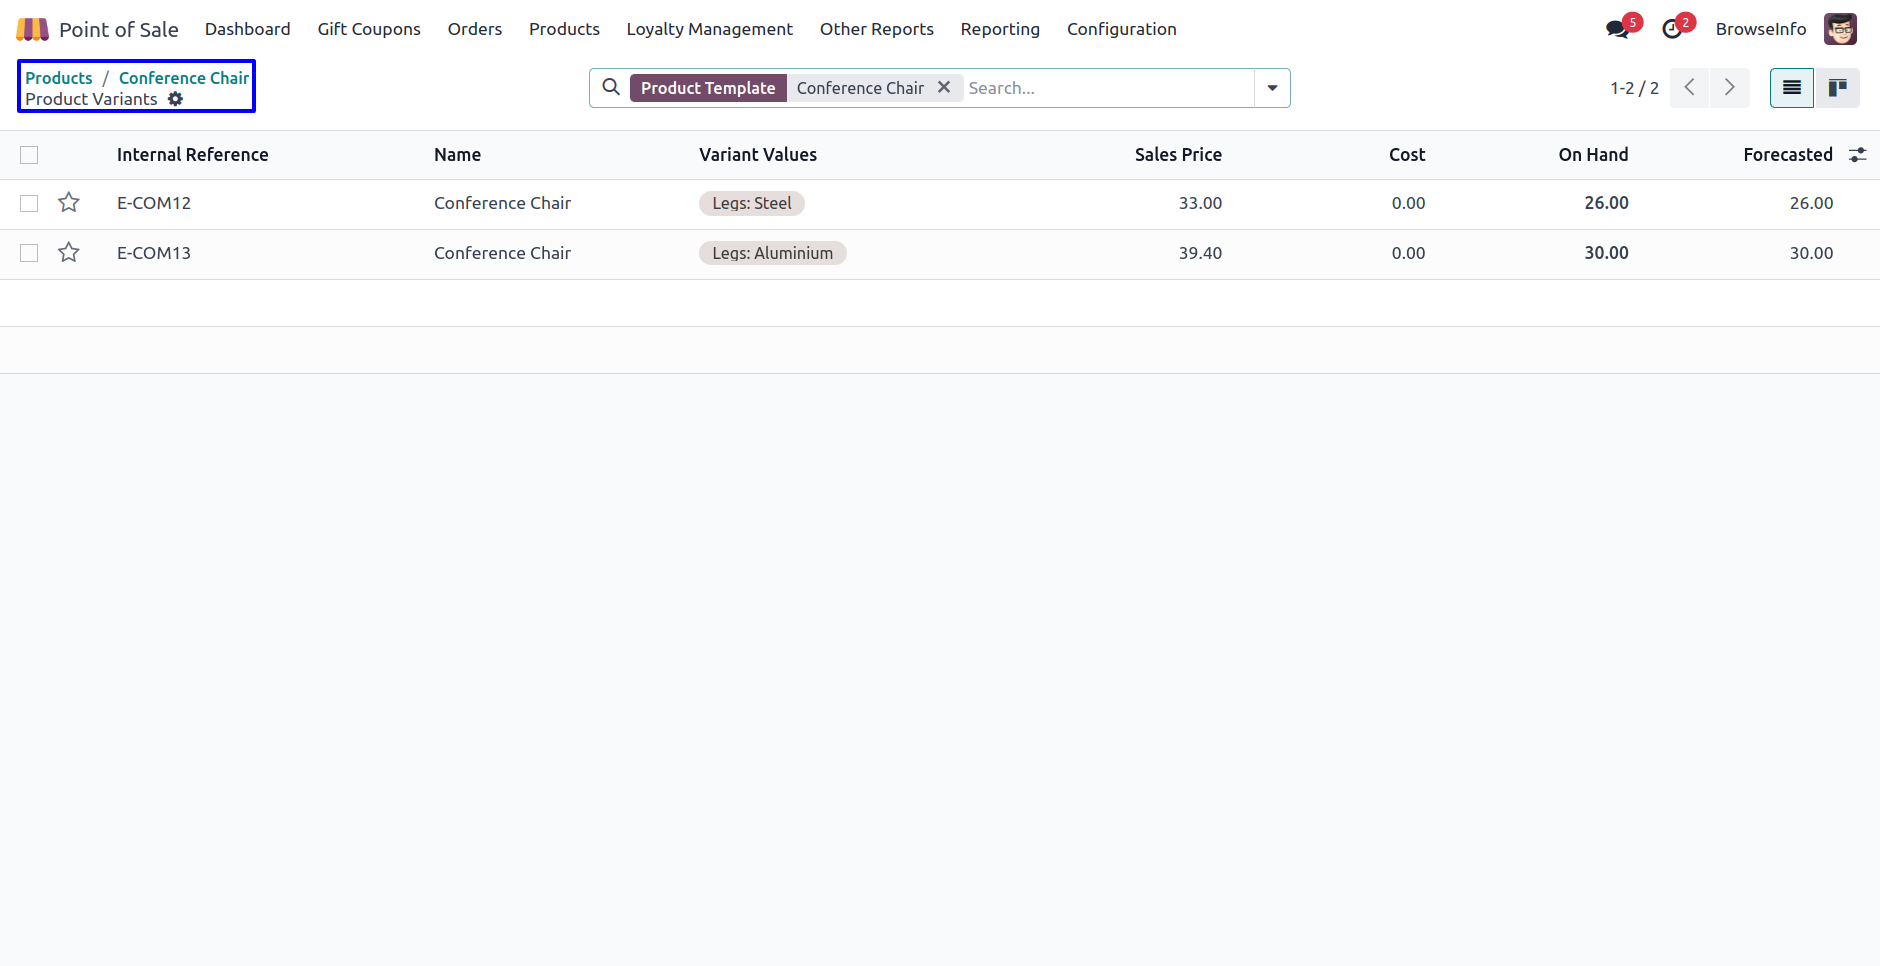 Point of Sale Dashboard Gift Coupons Orders Products Loyalty Management Other Reports Reporting Configuration 5 2 BrowseInfo
Products / Conference Chair
Product Variants
Product Template Conference Chair Search... 1-2 / 2
Internal Reference Name Variant Values Sales Price Cost On Hand Forecasted
E-COM12 Conference Chair Legs: Steel 33.00 0.00 26.00 26.00
E-COM13 Conference Chair Legs: Aluminium 39.40 0.00 30.00 30.00